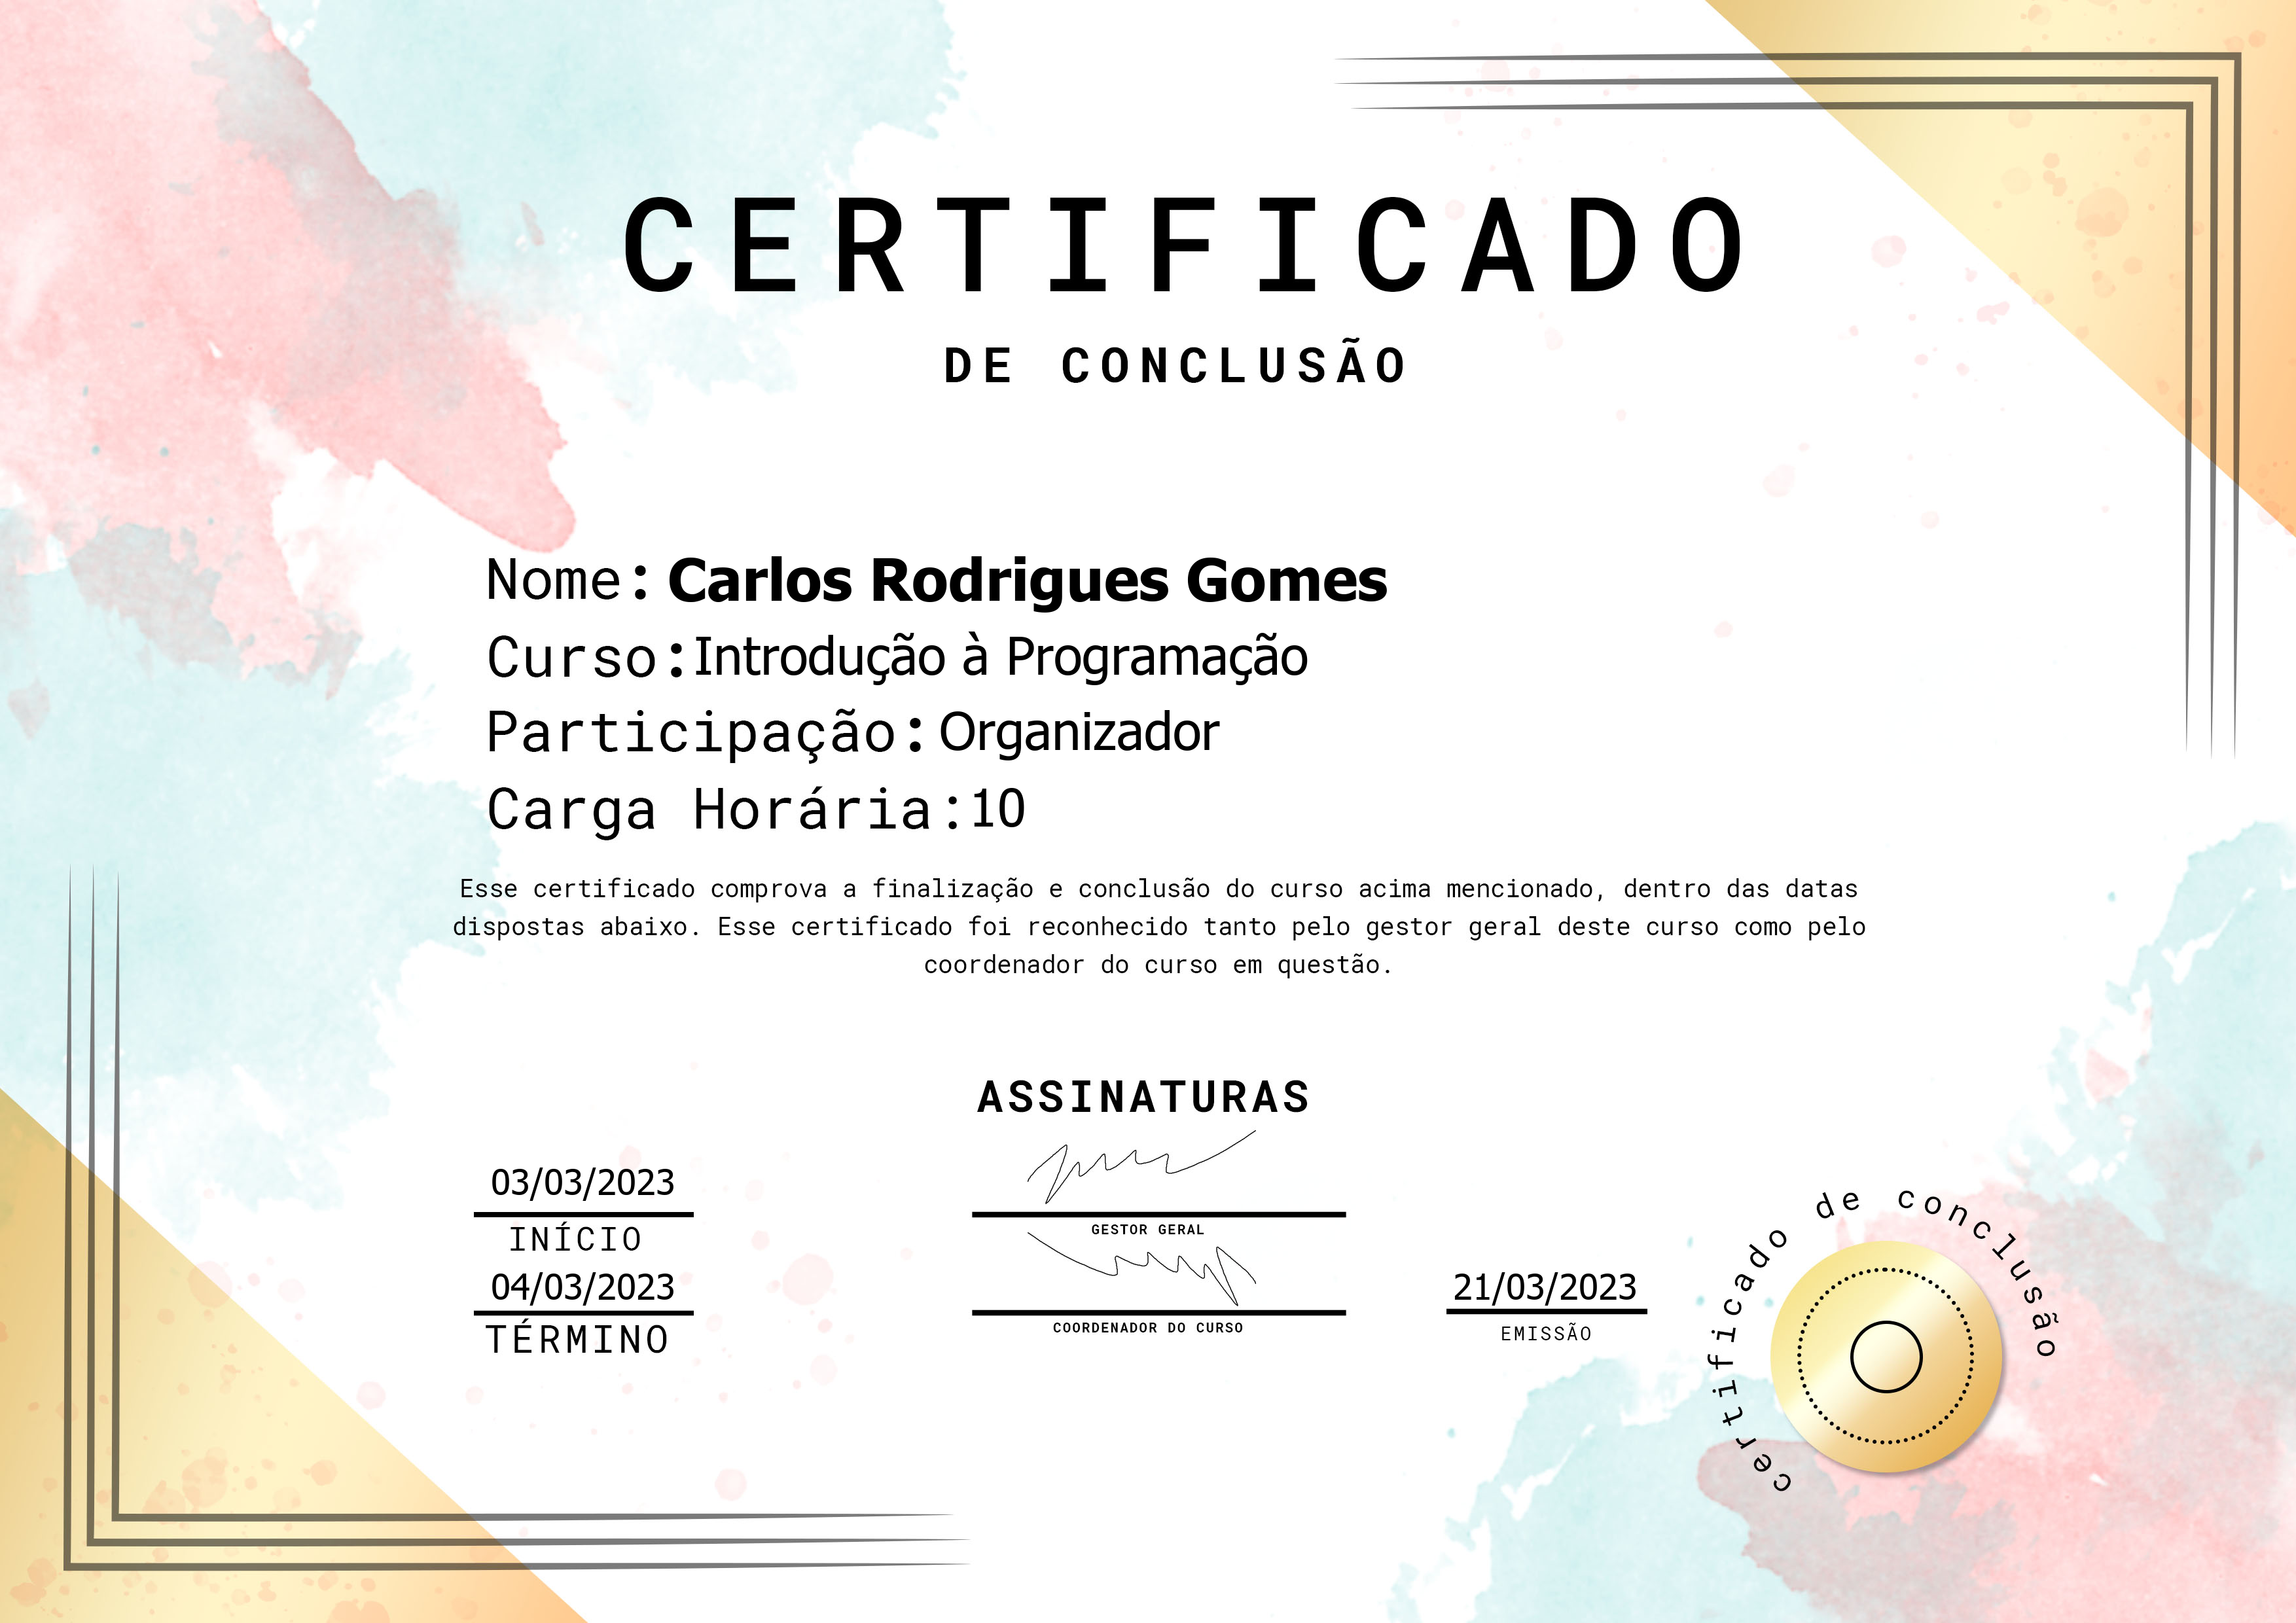 CERTIFICADO
DE CONCLUSÃO
Nome: Carlos Rodrigues Gomes
Curso:Introdução à Programação
Participação: Organizador
Carga Horária:10
Esse certificado comprova a finalização e conclusão do curso acima mencionado, dentro das datas
dispostas abaixo. Esse certificado foi reconhecido tanto pelo gestor geral deste curso como pelo
coordenador do curso em questão.
ASSINATURAS
03/03/2023
INÍCIO
GESTOR GERAL
04/03/2023
TÉRMINO
COORDENADOR DO CURSO
21/03/2023
EMISSÃO
certificado de conclusão